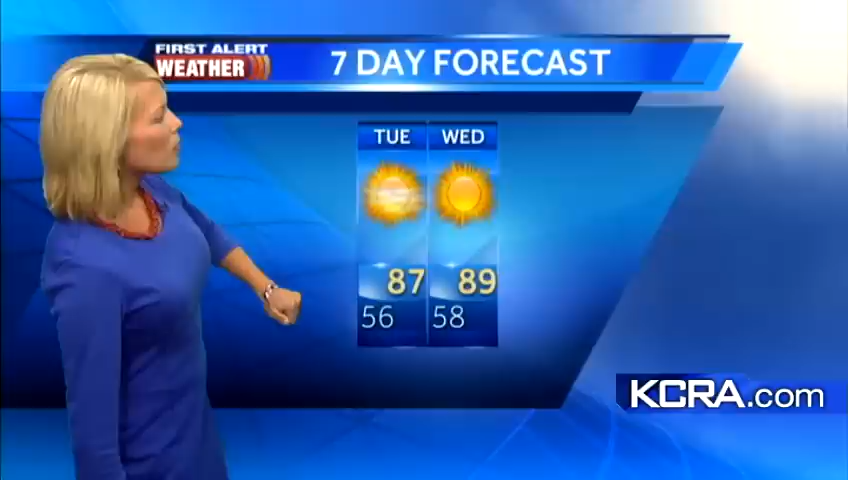 FIRST ALERT
WEATHER
7 DAY FORECAST
TUE WED
87 89
56 58
KCRA.com